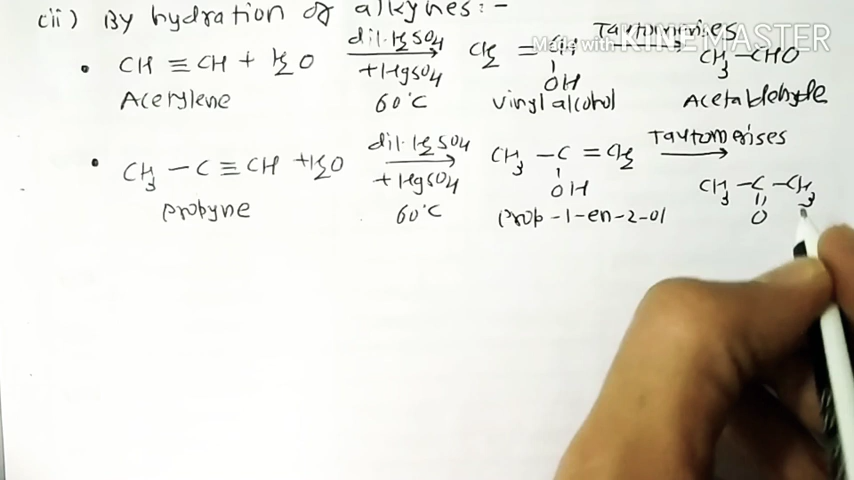 (ii) By hydration of alkynes:-
• CH ≡ CH + H2O dil. H2SO4 → + HgSO4 60°C CH2 = CH - OH Tautomerises → CH3 - CHO
Acetylene vinyl alcohol Acetaldehyde
• CH3 - C ≡ CH + H2O dil. H2SO4 → + HgSO4 60°C CH3 - C = CH2 Tautomerises → CH3 - C - CH3
OH O
propyne prop-1-en-2-ol
Made with KINEMASTER